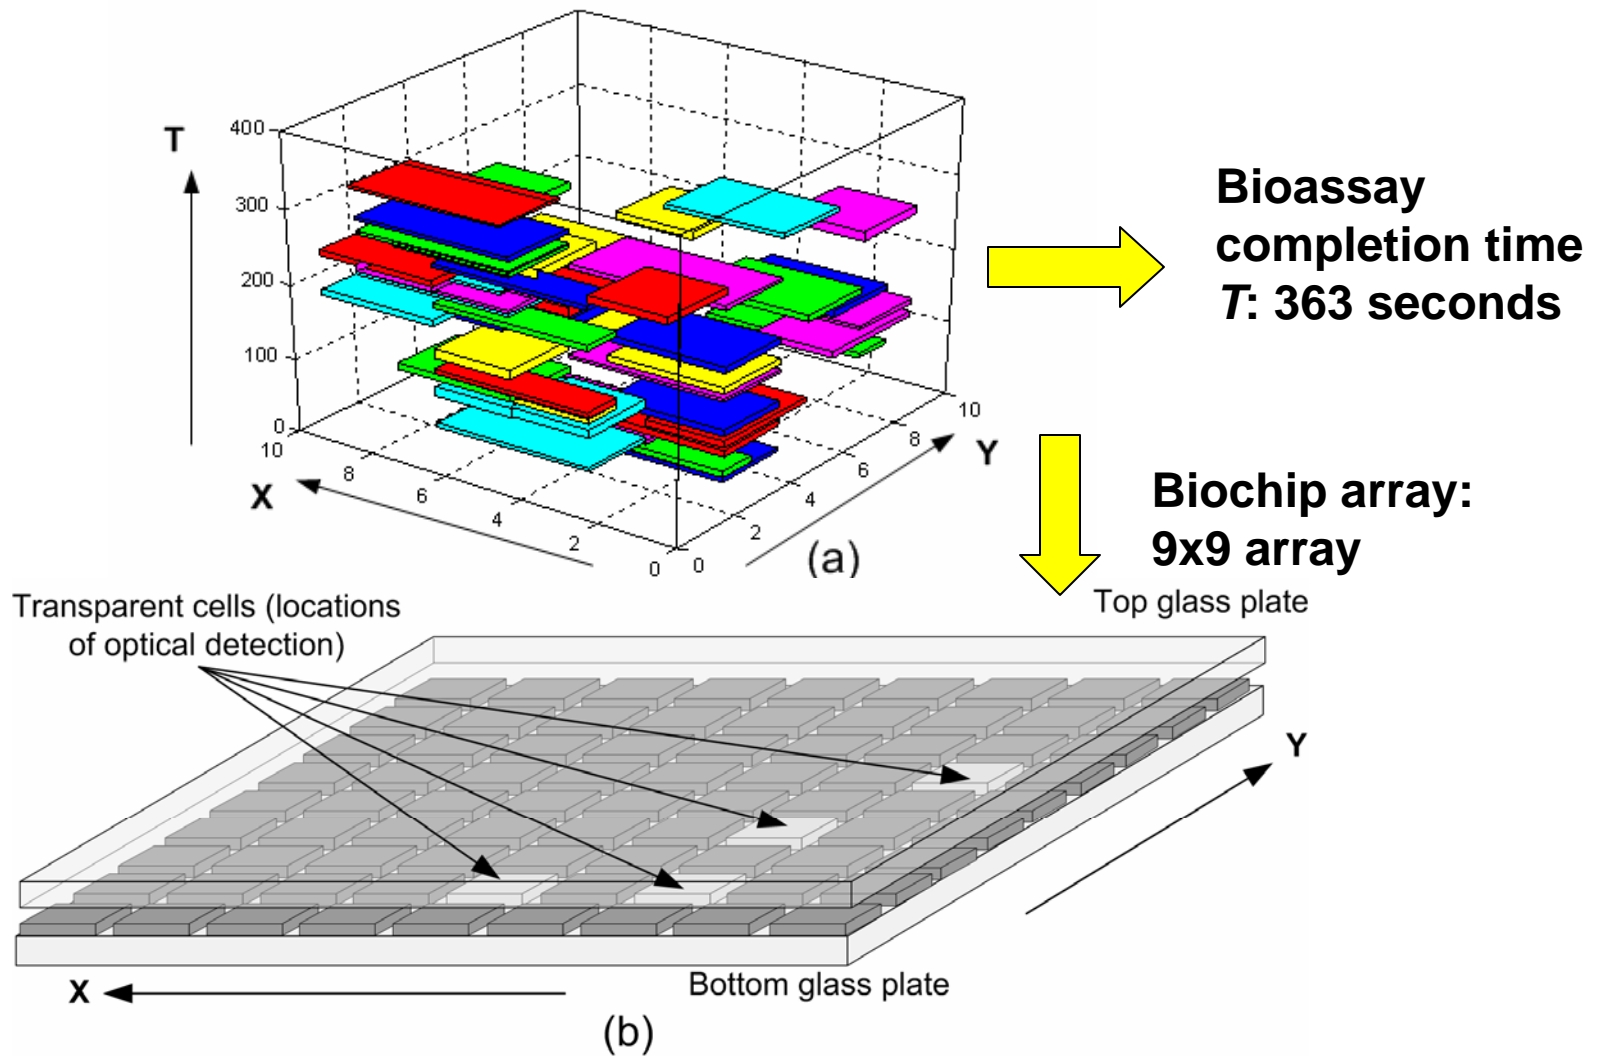 T
400
300
200
100
0
10
8
6
4
2
0
X
0
2
4
6
8
10
Y
(a)
Bioassay
completion time
T: 363 seconds
Biochip array:
9x9 array
Transparent cells (locations
of optical detection)
Top glass plate
Y
X
Bottom glass plate
(b)